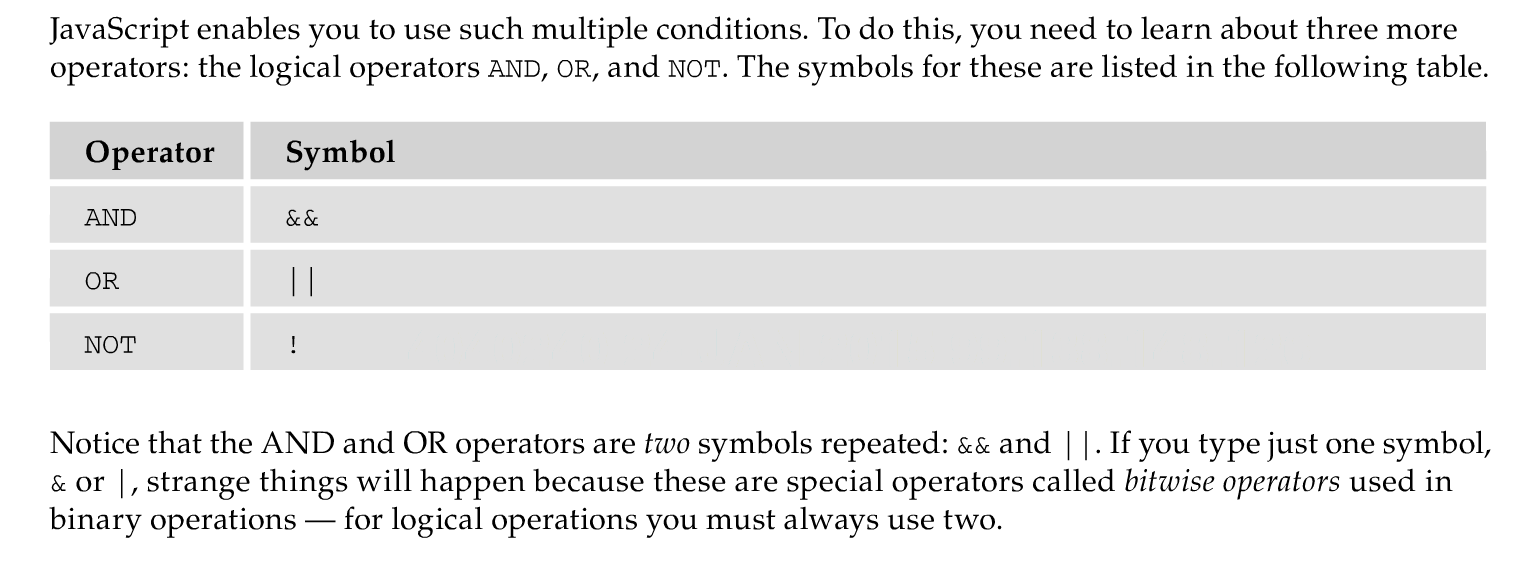 JavaScript enables you to use such multiple conditions. To do this, you need to learn about three more
operators: the logical operators AND, OR, and NOT. The symbols for these are listed in the following table.
Operator Symbol
AND &&
OR ||
NOT !
Notice that the AND and OR operators are two symbols repeated: && and ||. If you type just one symbol,
& or |, strange things will happen because these are special operators called bitwise operators used in
binary operations — for logical operations you must always use two.